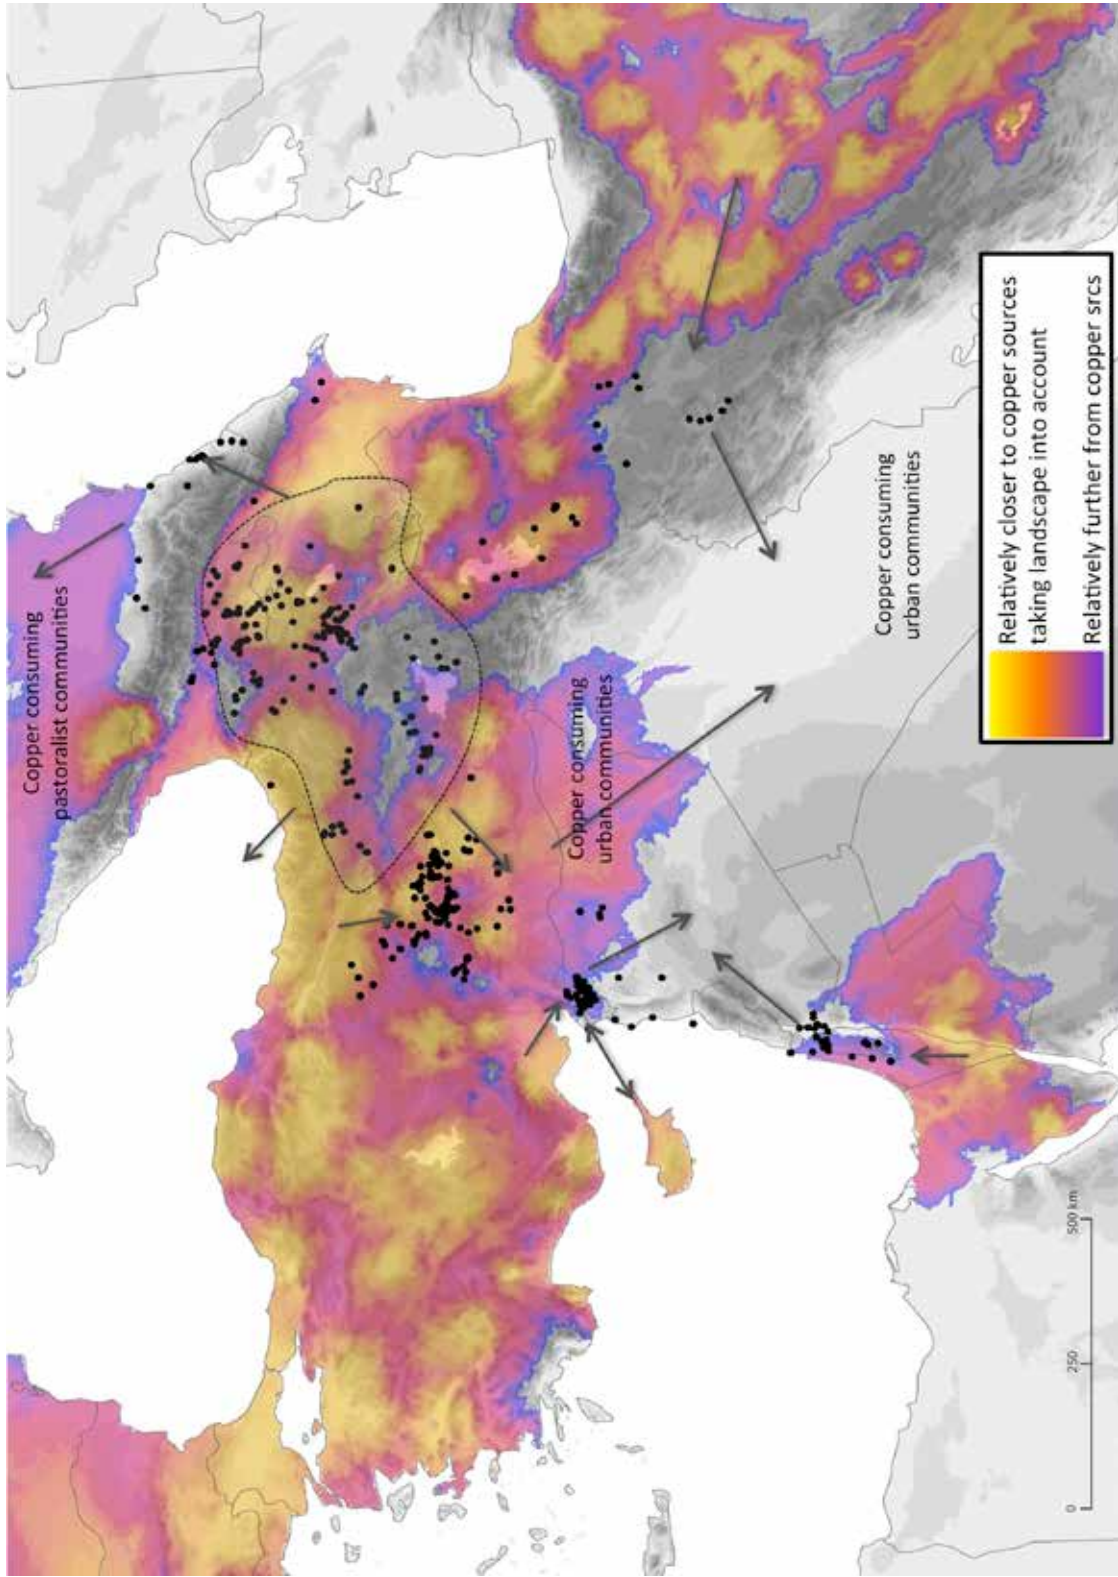 Copper consuming
pastoralist communities
Copper consuming
urban communities
Copper consuming
urban communities
Relatively closer to copper sources
taking landscape into account
Relatively further from copper srcs
0
250
500 km